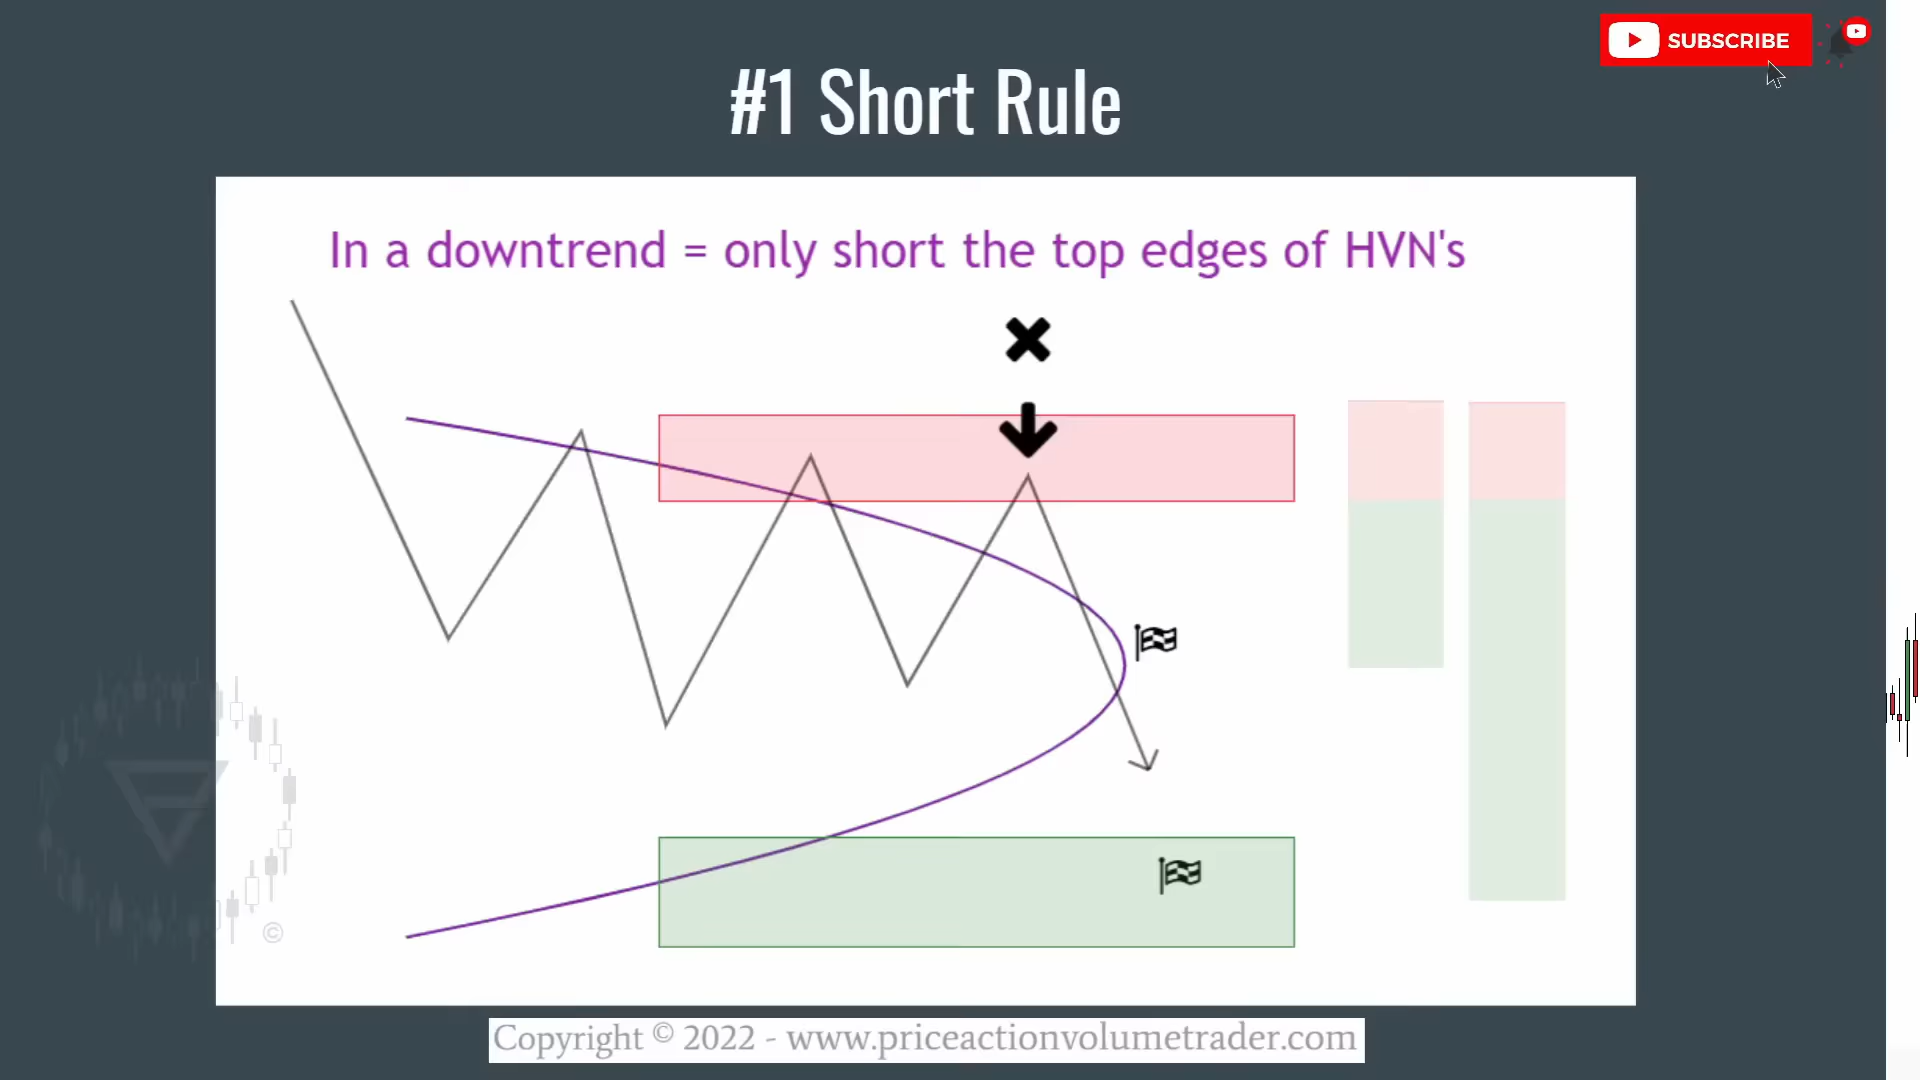 SUBSCRIBE
#1 Short Rule
In a downtrend = only short the top edges of HVN's
©
Copyright © 2022 - www.priceactionvolumetrader.com